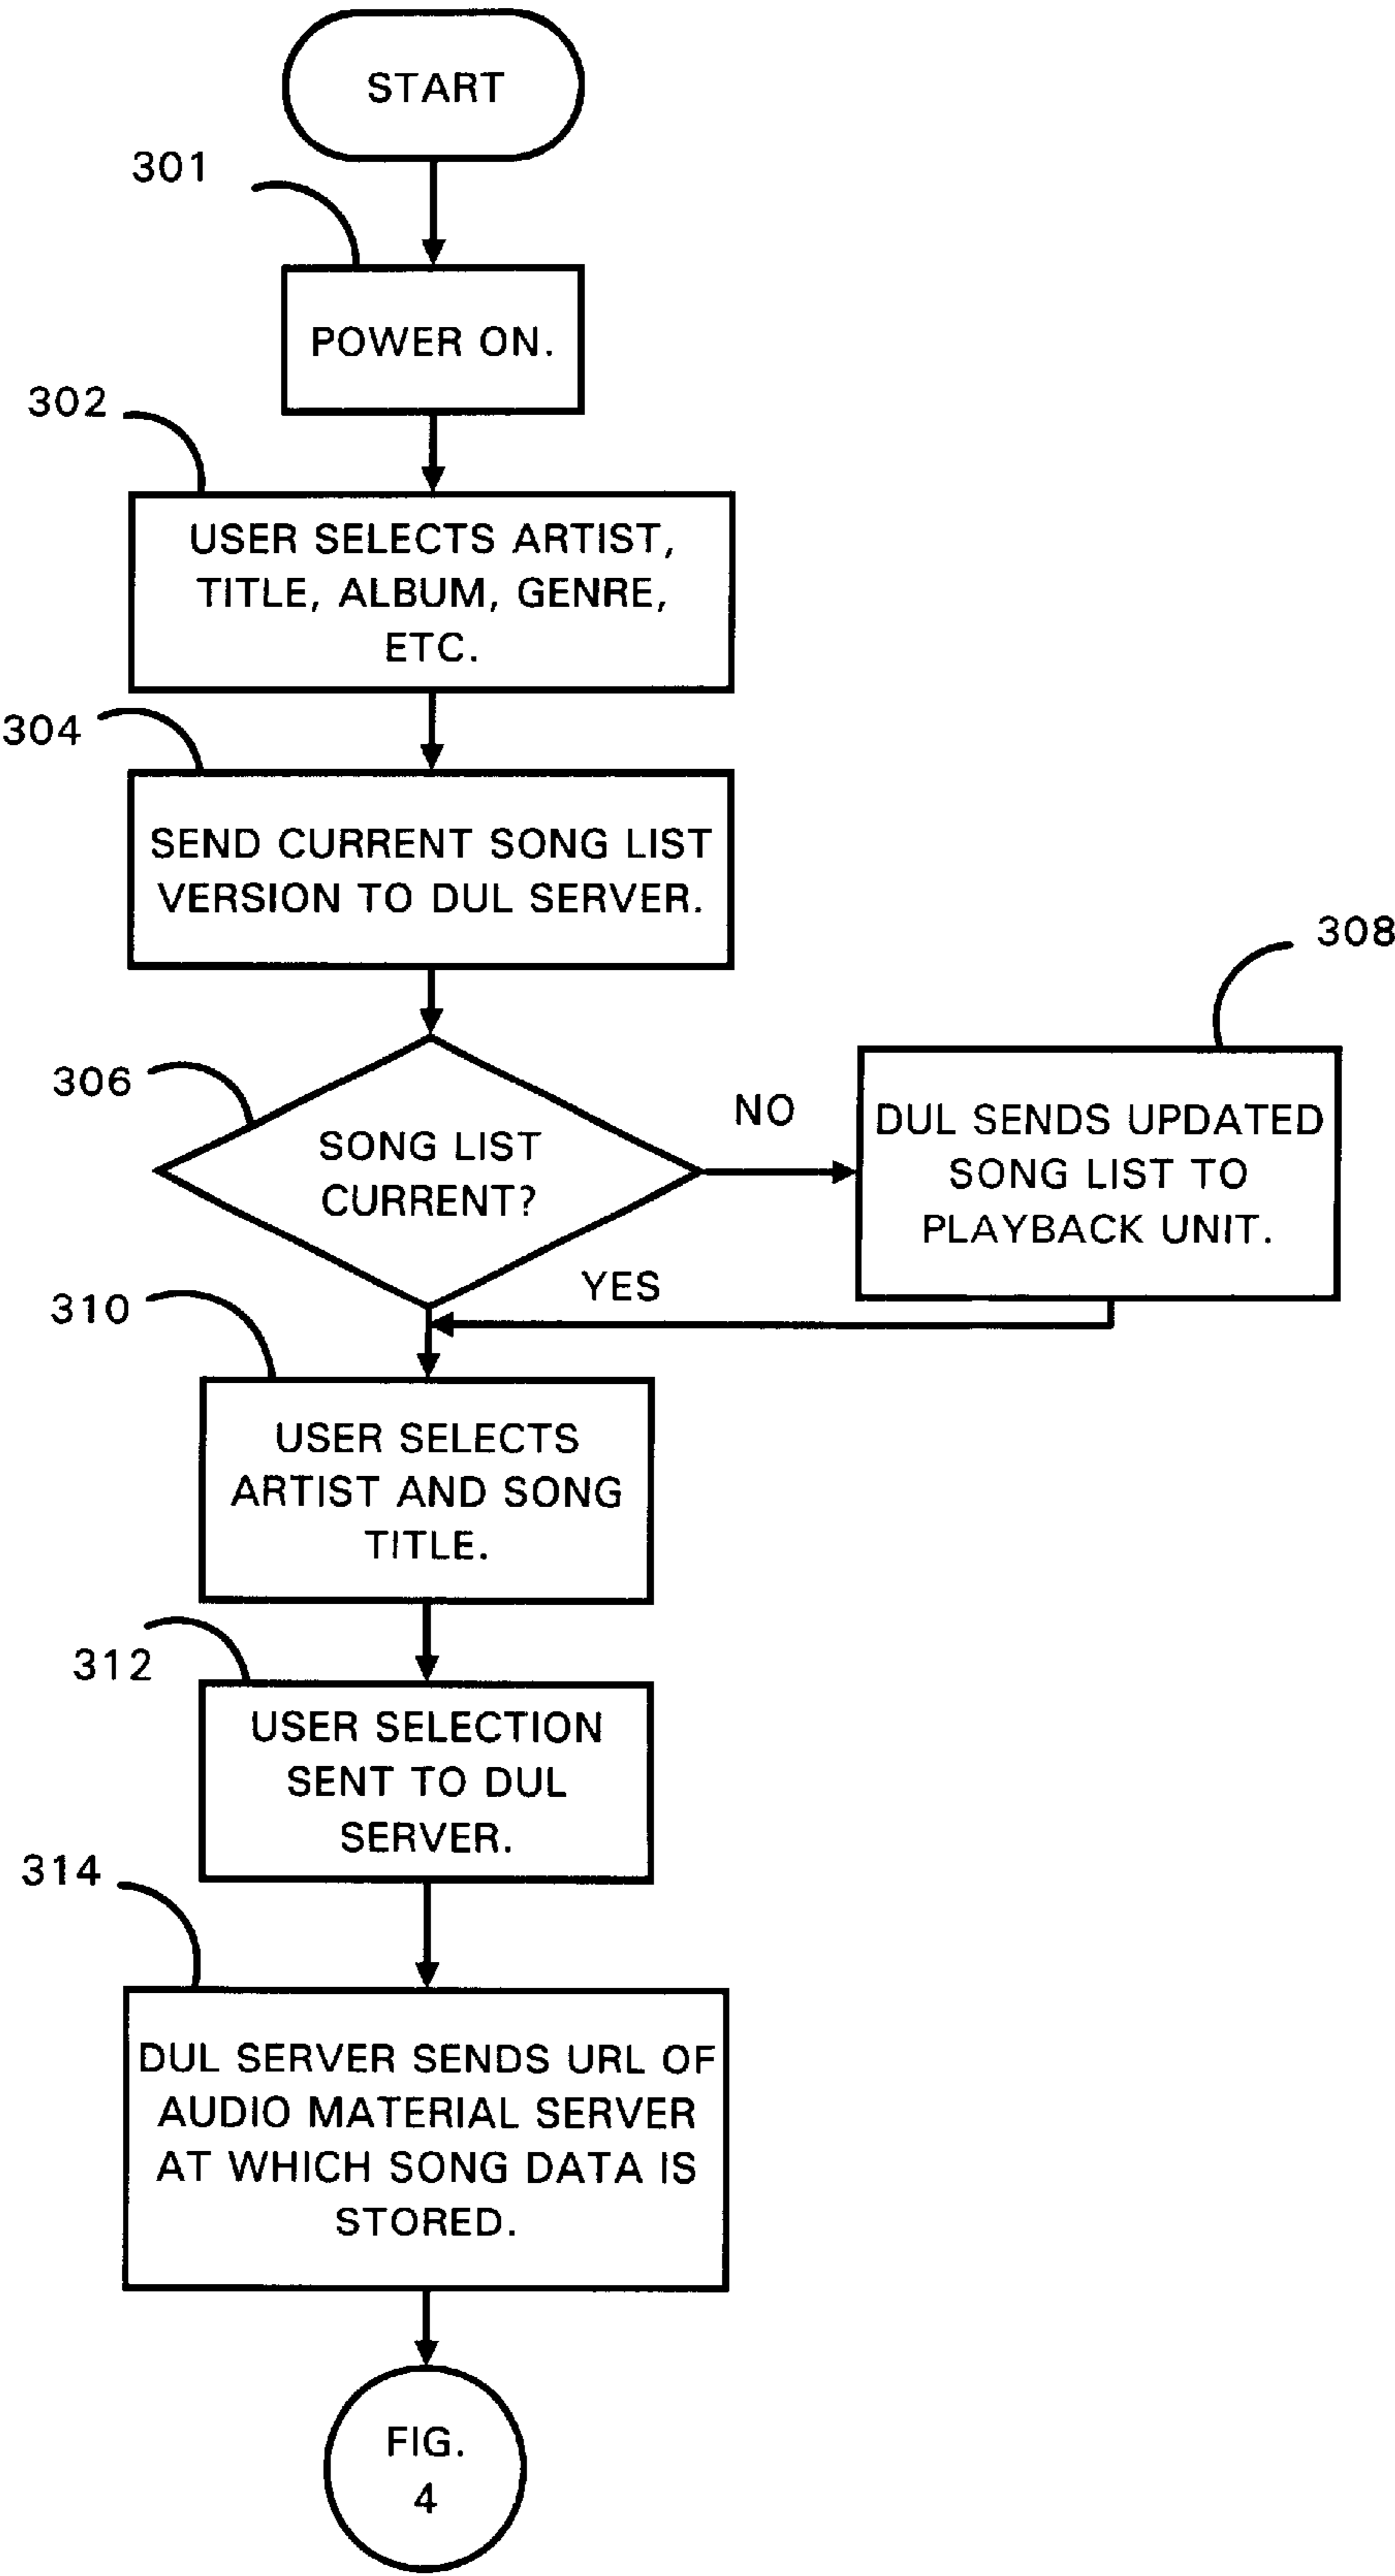 START
301
POWER ON.
302
USER SELECTS ARTIST,
TITLE, ALBUM, GENRE,
ETC.
304
SEND CURRENT SONG LIST
VERSION TO DUL SERVER.
306
SONG LIST
CURRENT?
NO
308
DUL SENDS UPDATED
SONG LIST TO
PLAYBACK UNIT.
YES
310
USER SELECTS
ARTIST AND SONG
TITLE.
312
USER SELECTION
SENT TO DUL
SERVER.
314
DUL SERVER SENDS URL OF
AUDIO MATERIAL SERVER
AT WHICH SONG DATA IS
STORED.
FIG.
4